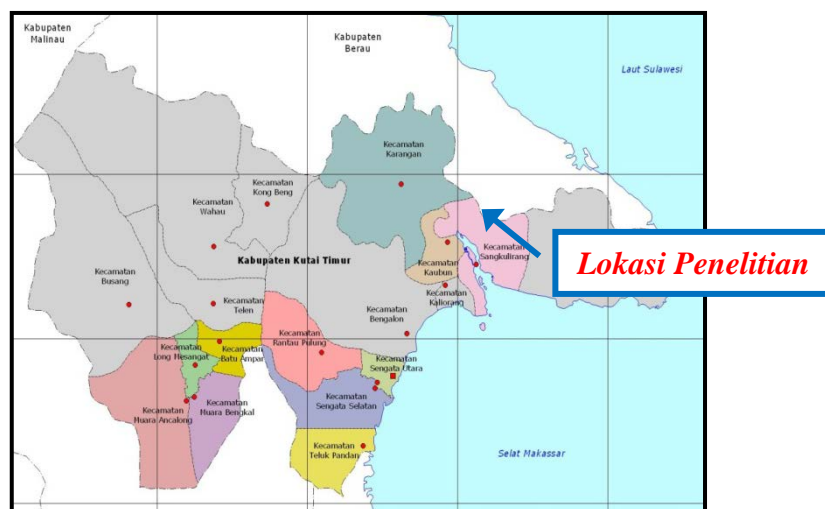 Kabupaten
Malinau
Kabupaten
Berau
Laut Sulawesi
Kecamatan
Karangan
Kecamatan
Kong Beng
Kecamatan
Wahau
Kecamatan
Sangkulirang
Lokasi Penelitian
Kabupaten Kutai Timur
Kecamatan
Kaubun
Kecamatan
Busang
Kecamatan
Kaliorang
Kecamatan
Telen
Kecamatan
Bengalon
Kecamatan
Rantau Pulung
Kecamatan
Long Mesangat
Kecamatan
Batu Ampar
Kecamatan
Sengata Utara
Kecamatan
Sengata Selatan
Kecamatan
Muara Bengkal
Kecamatan
Muara Ancalong
Kecamatan
Teluk Pandan
Selat Makassar